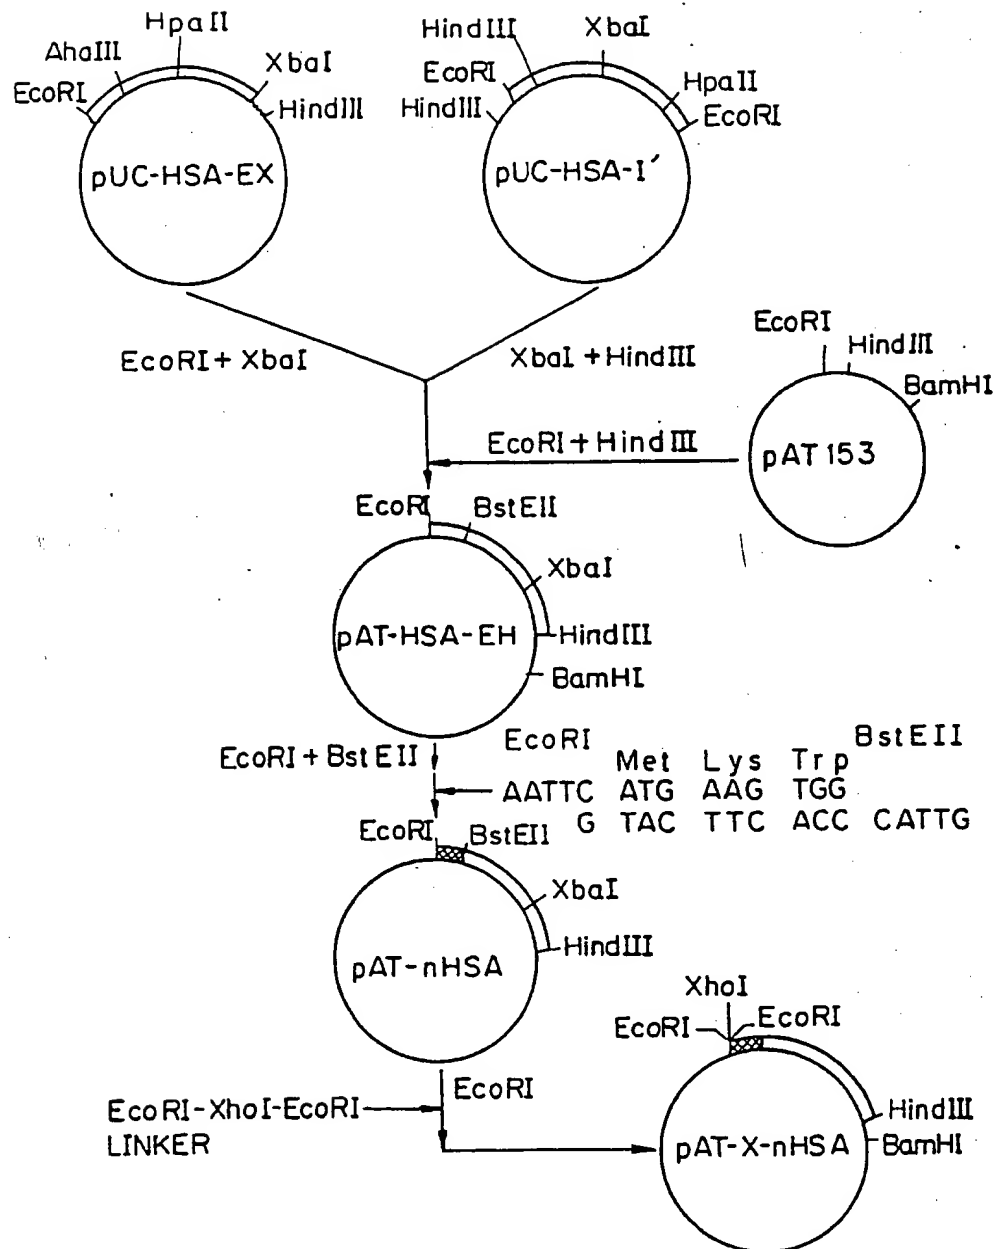 HpaII
AhaIII
XbaI
EcoRI
HindIII
pUC-HSA-EX
HindIII
XbaI
EcoRI
HpaII
HindIII
EcoRI
pUC-HSA-I′
EcoRI+XbaI
XbaI+HindIII
EcoRI
HindIII
BamHI
EcoRI+HindIII
pAT153
EcoRI
BstEII
XbaI
pAT-HSA-EH
HindIII
BamHI
EcoRI+BstEII
EcoRI
BstEII
Met Lys Trp
AATTC ATG AAG TGG
G TAC TTC ACC CATTG
EcoRI
BstEII
XbaI
HindIII
pAT-nHSA
XhoI
EcoRI
EcoRI
EcoRI
EcoRI-XhoI-EcoRI
LINKER
HindIII
BamHI
pAT-X-nHSA